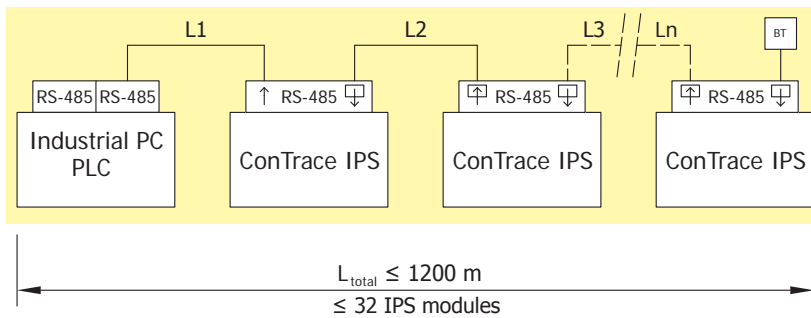 L1
L2
L3
Ln
BT
RS-485 RS-485
RS-485
RS-485
RS-485
Industrial PC
PLC
ConTrace IPS
ConTrace IPS
ConTrace IPS
Ltotal ≤ 1200 m
≤ 32 IPS modules